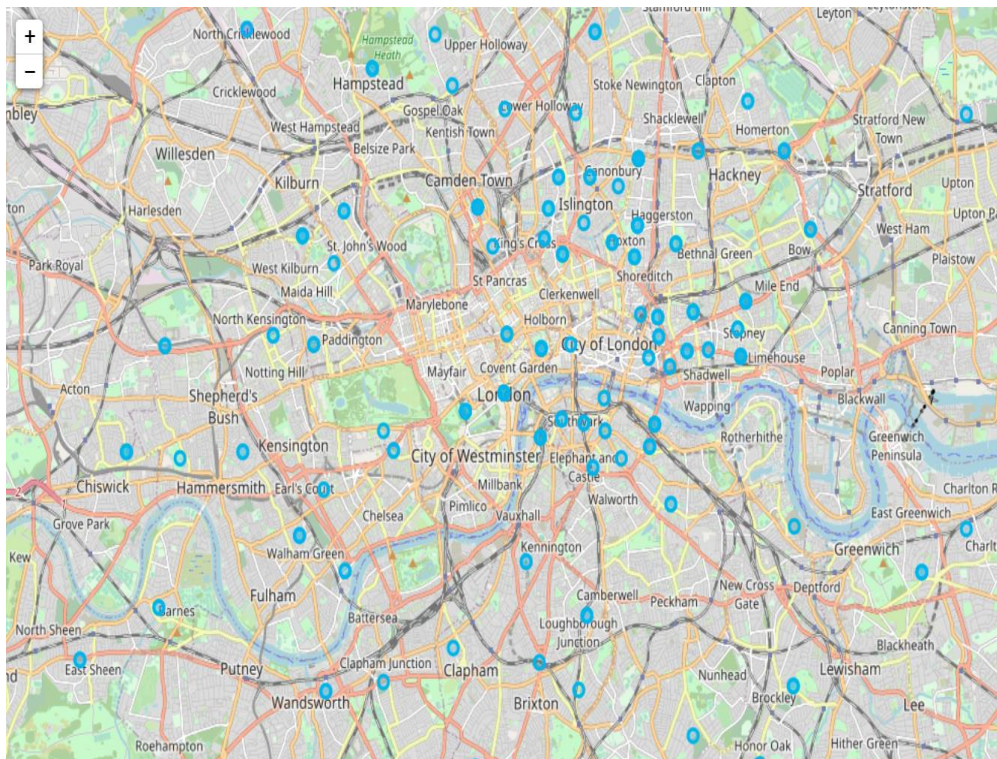 Stamford Hill
Leyton
Leytonstone
+
North Cricklewood
Hampstead
Heath
Upper Holloway
−
Hampstead
Stoke Newington
Clapton
Cricklewood
Gospel Oak
Lower Holloway
mbley
Shacklewell
Stratford New
Town
West Hampstead
Kentish Town
Homerton
Belsize Park
Willesden
Canonbury
Hackney
Kilburn
Camden Town
Upton
Stratford
rton
Harlesden
Islington
Haggerston
Upton P
West Ham
St. John's Wood
King's Cross
Hoxton
Bethnal Green
Bow
Park Royal
West Kilburn
Plaistow
St Pancras
Shoreditch
Maida Hill
Clerkenwell
Mile End
Marylebone
North Kensington
Holborn
Canning Town
Stepney
Paddington
City of London
Limehouse
Notting Hill
Mayfair
Covent Garden
Shadwell
Poplar
Acton
Shepherd's
Bush
London
Blackwall
Wapping
Southwark
Kensington
Rotherhithe
Greenwich
Peninsula
City of Westminster
Elephant and
Castle
Chiswick
Hammersmith
Earl's Court
Millbank
Charlton R
Walworth
Pimlico
Grove Park
Chelsea
Vauxhall
East Greenwich
Kew
Walham Green
Kennington
Greenwich
Charlt
Fulham
New Cross
Gate
Deptford
Camberwell
Peckham
Barnes
Battersea
Loughborough
Junction
North Sheen
Blackheath
East Sheen
Putney
Clapham Junction
Clapham
Nunhead
Lewisham
nd
Wandsworth
Brixton
Brockley
Lee
Roehampton
Honor Oak
Hither Green